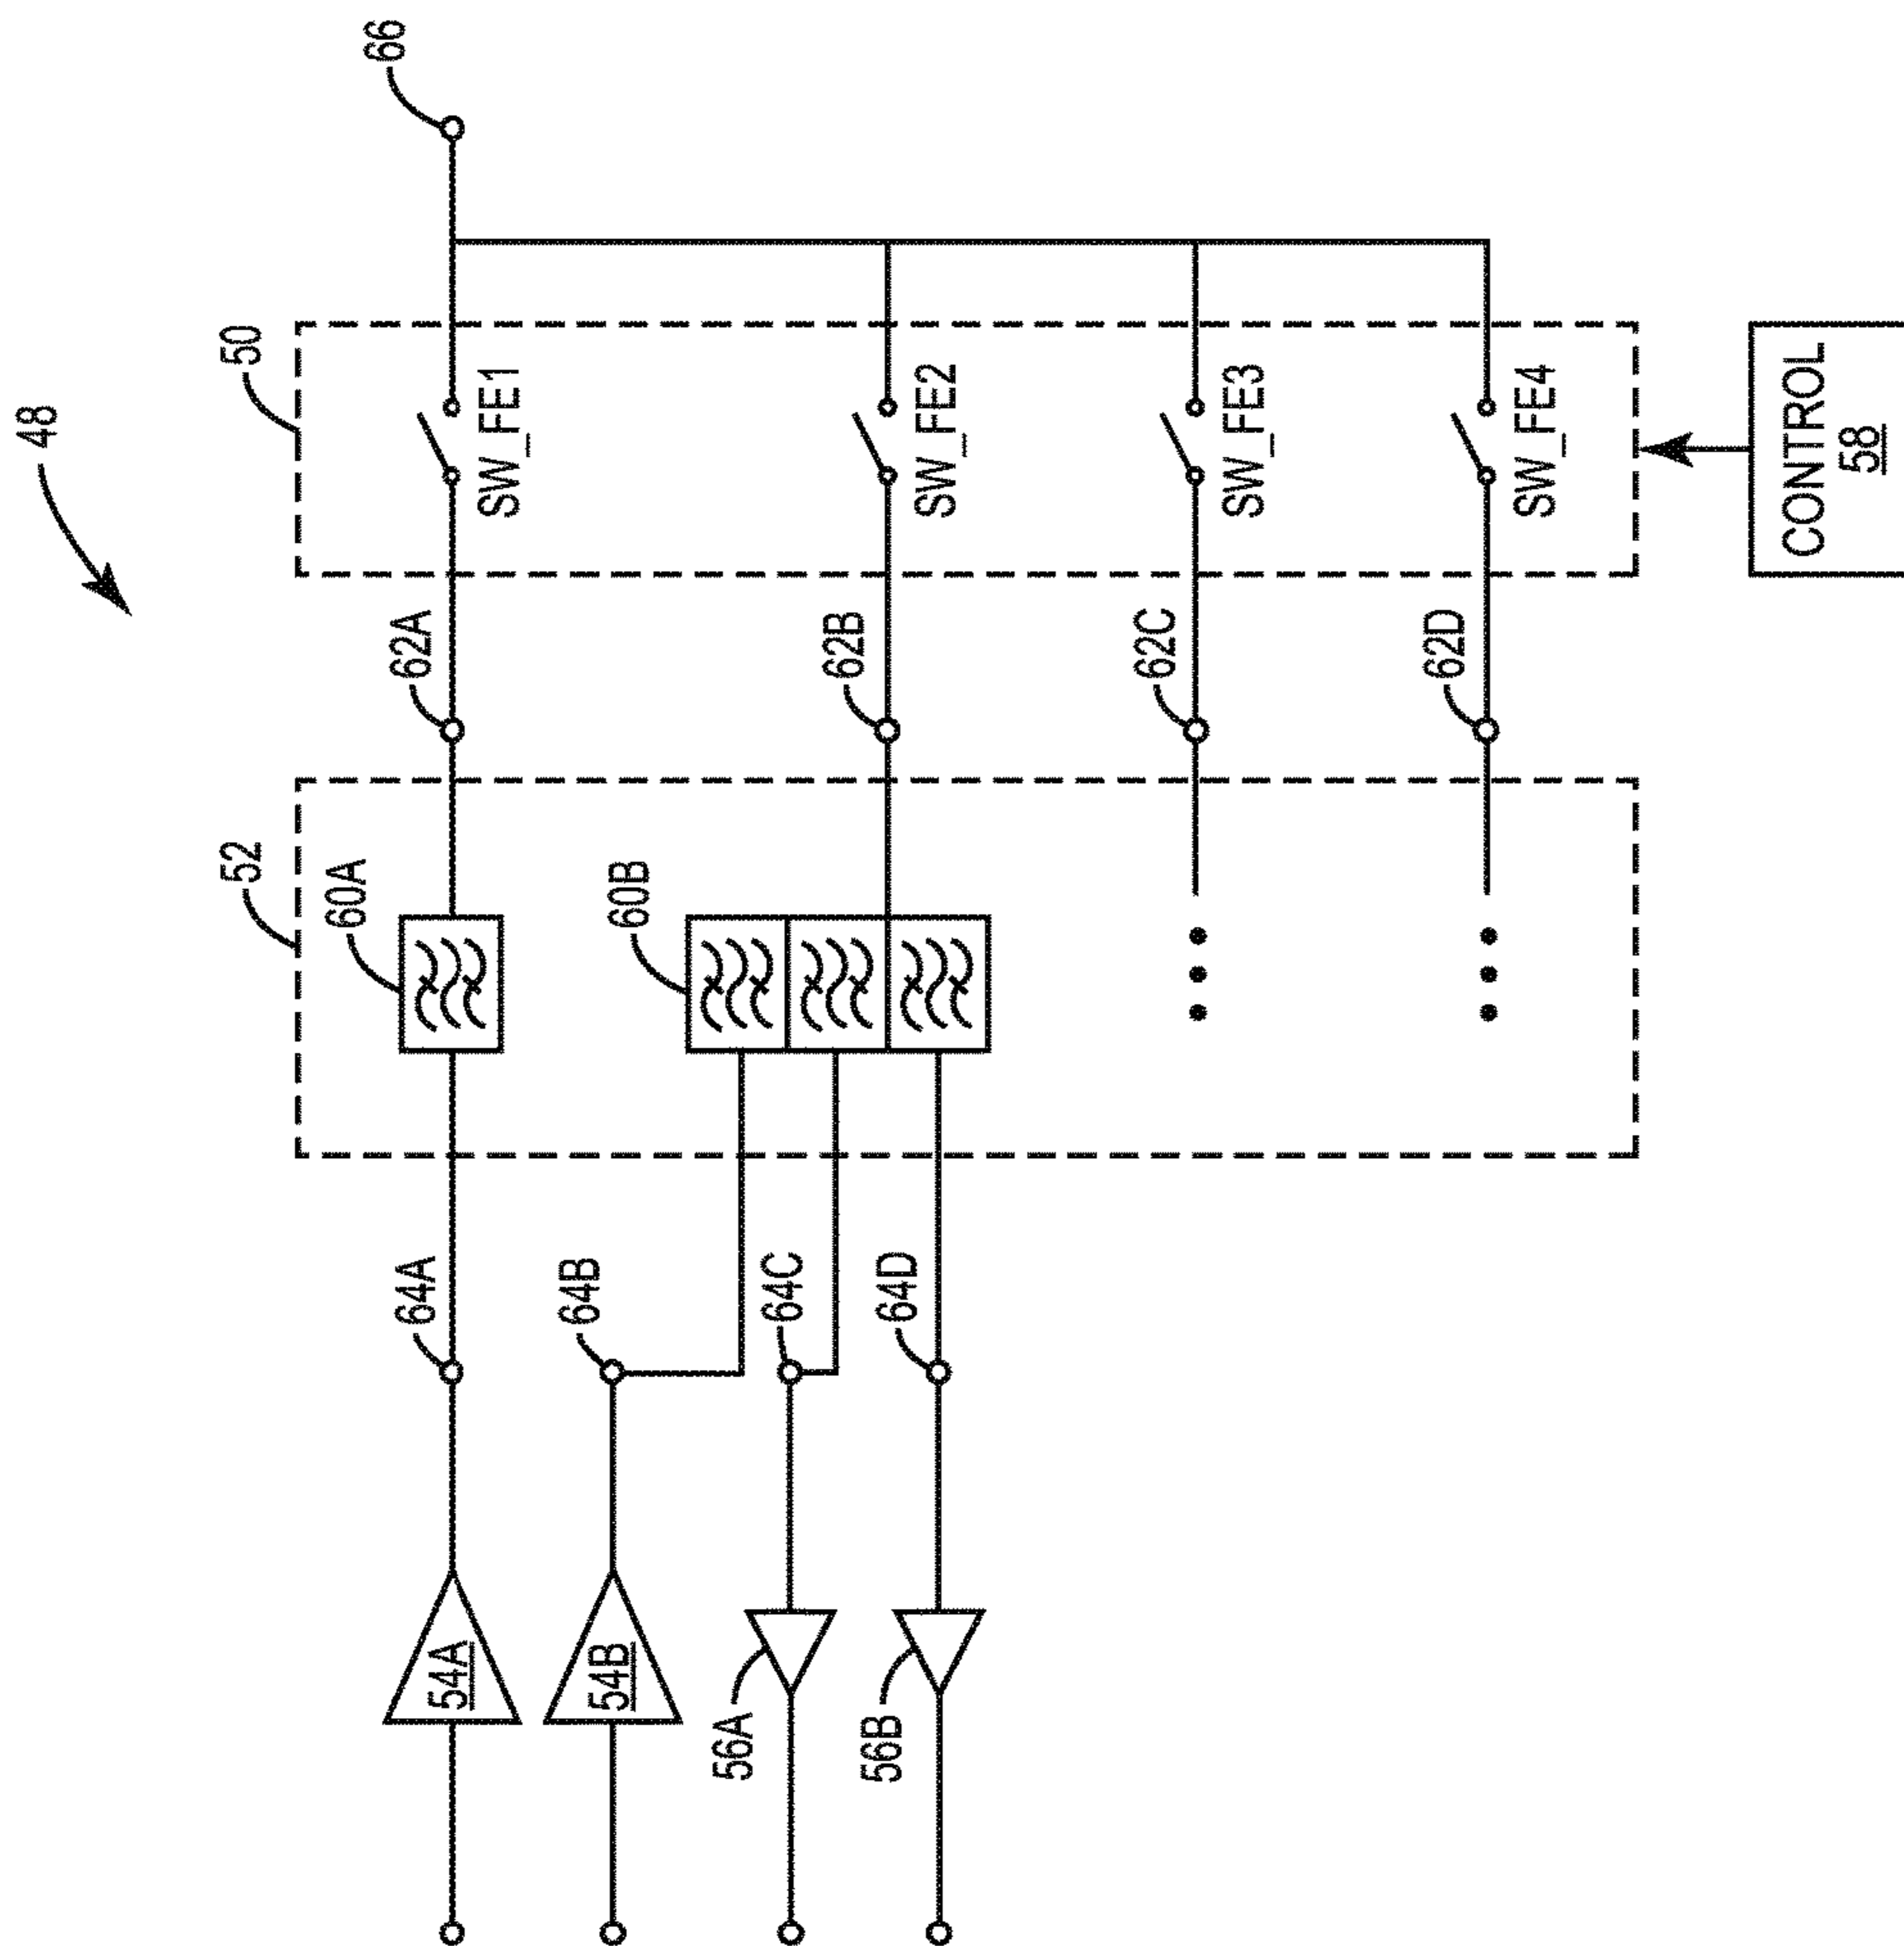 48
66
50
SW_FE1
SW_FE2
SW_FE3
SW_FE4
CONTROL
58
62A
62B
62C
62D
52
60A
60B
64A
64B
64C
64D
54A
54B
56A
56B